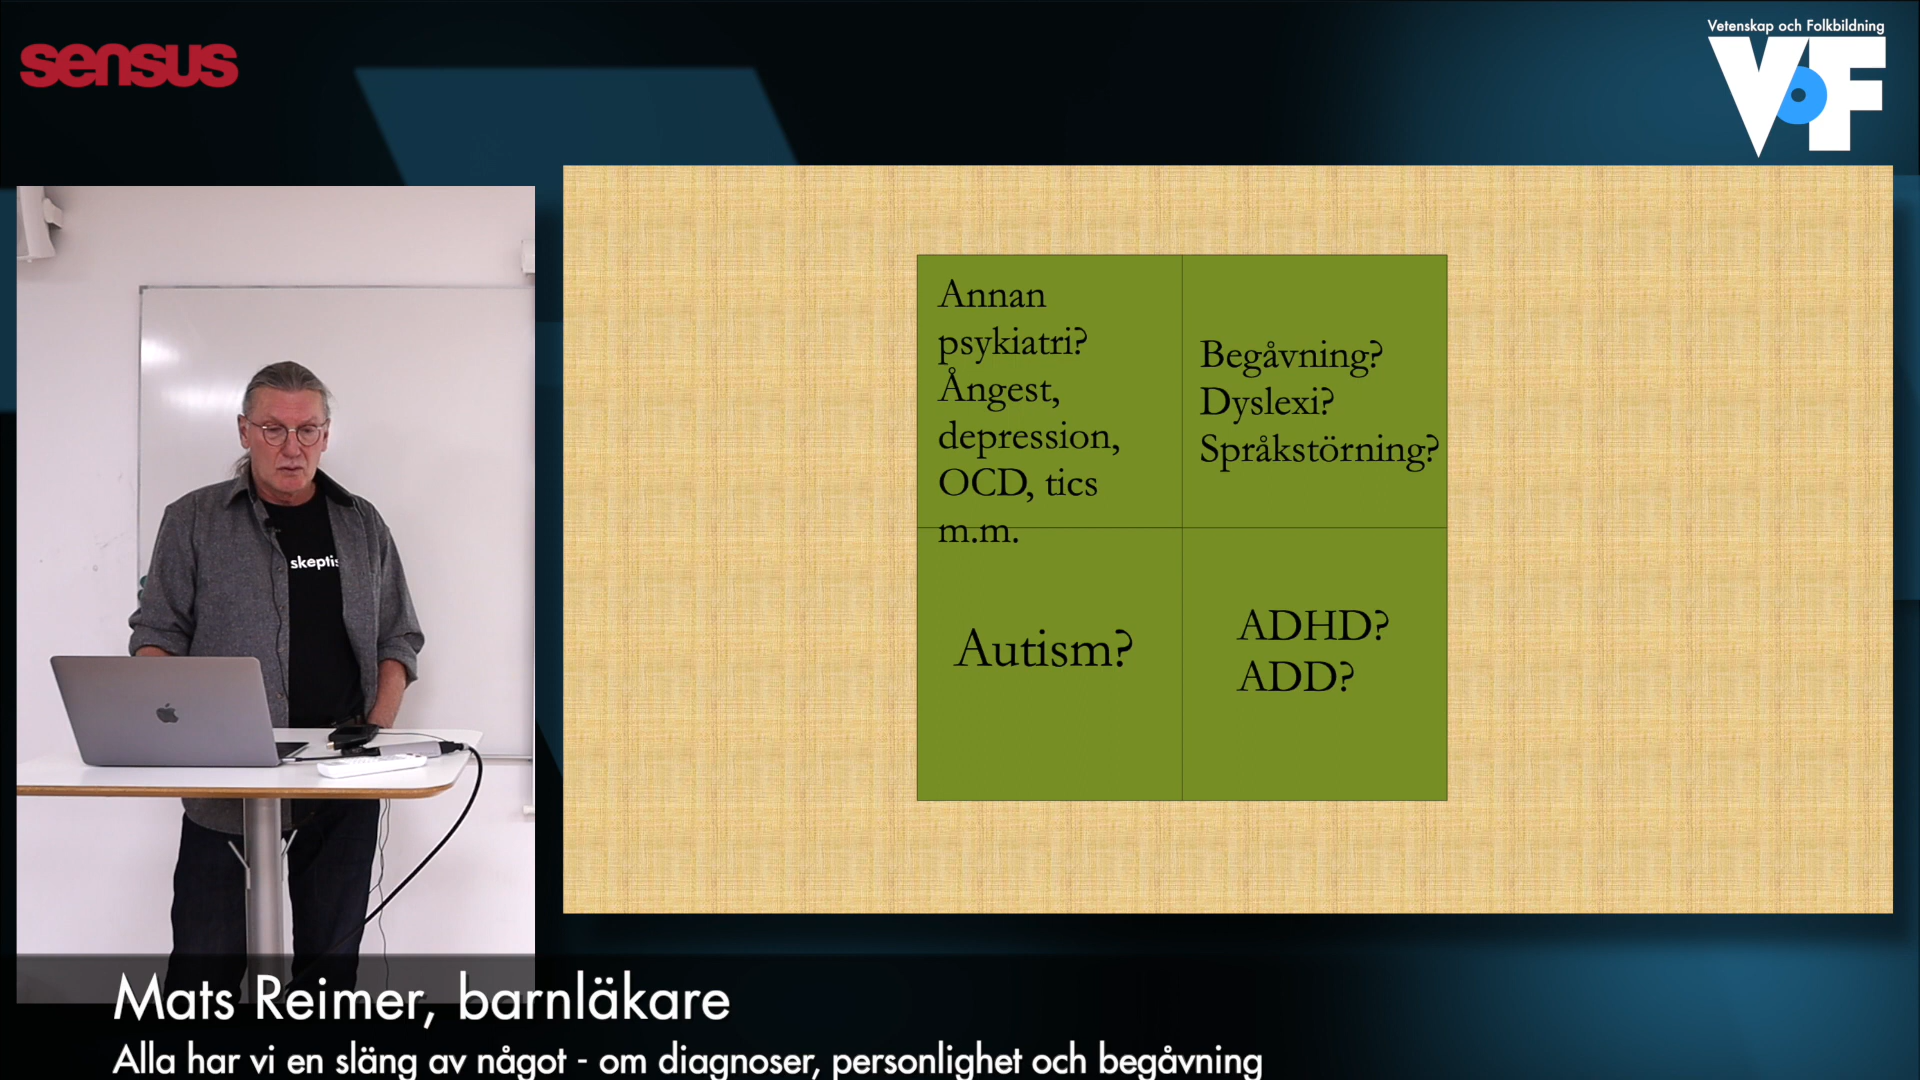 sensus
Vetenskap och Folkbildning
VoF
Annan
psykiatri?
Ångest,
depression,
OCD, tics
m.m.
Begåvning?
Dyslexi?
Språkstörning?
Autism?
ADHD?
ADD?
skeptis
Mats Reimer, barnläkare
Alla har vi en släng av något - om diagnoser, personlighet och begåvning